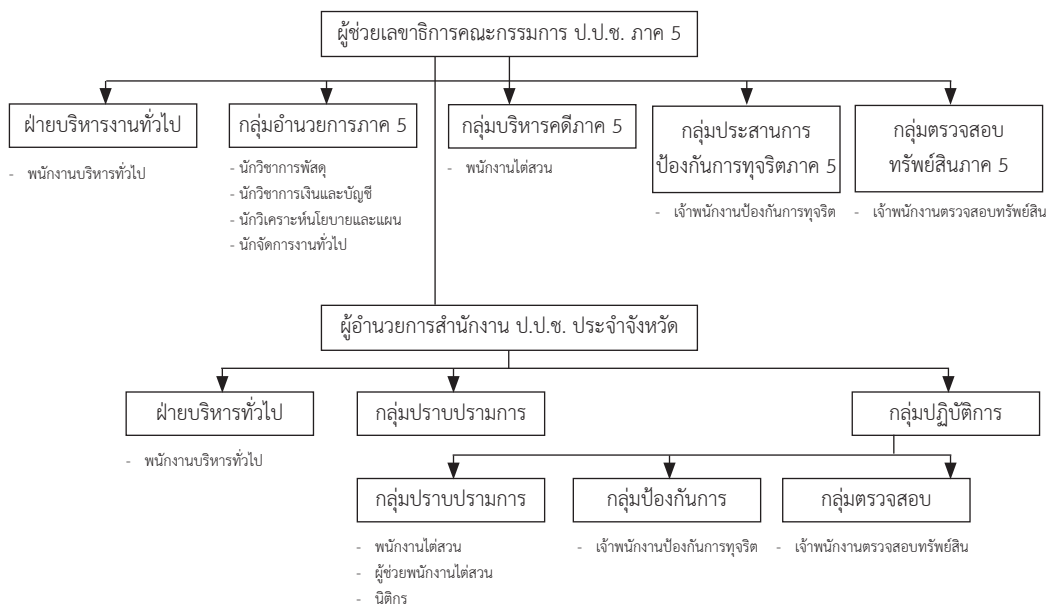 ผู้ช่วยเลขาธิการคณะกรรมการ ป.ป.ช. ภาค 5
ฝ่ายบริหารงานทั่วไป
- พนักงานบริหารทั่วไป
กลุ่มอำนวยการภาค 5
- นักวิชาการพัสดุ
- นักวิชาการเงินและบัญชี
- นักวิเคราะห์นโยบายและแผน
- นักจัดการงานทั่วไป
กลุ่มบริหารคดีภาค 5
- พนักงานไต่สวน
กลุ่มประสานการ
ป้องกันการทุจริตภาค 5
- เจ้าพนักงานป้องกันการทุจริต
กลุ่มตรวจสอบ
ทรัพย์สินภาค 5
- เจ้าพนักงานตรวจสอบทรัพย์สิน
ผู้อำนวยการสำนักงาน ป.ป.ช. ประจำจังหวัด
ฝ่ายบริหารทั่วไป
- พนักงานบริหารทั่วไป
กลุ่มปราบปรามการ
กลุ่มปฏิบัติการ
กลุ่มปราบปรามการ
- พนักงานไต่สวน
- ผู้ช่วยพนักงานไต่สวน
- นิติกร
กลุ่มป้องกันการ
- เจ้าพนักงานป้องกันการทุจริต
กลุ่มตรวจสอบ
- เจ้าพนักงานตรวจสอบทรัพย์สิน